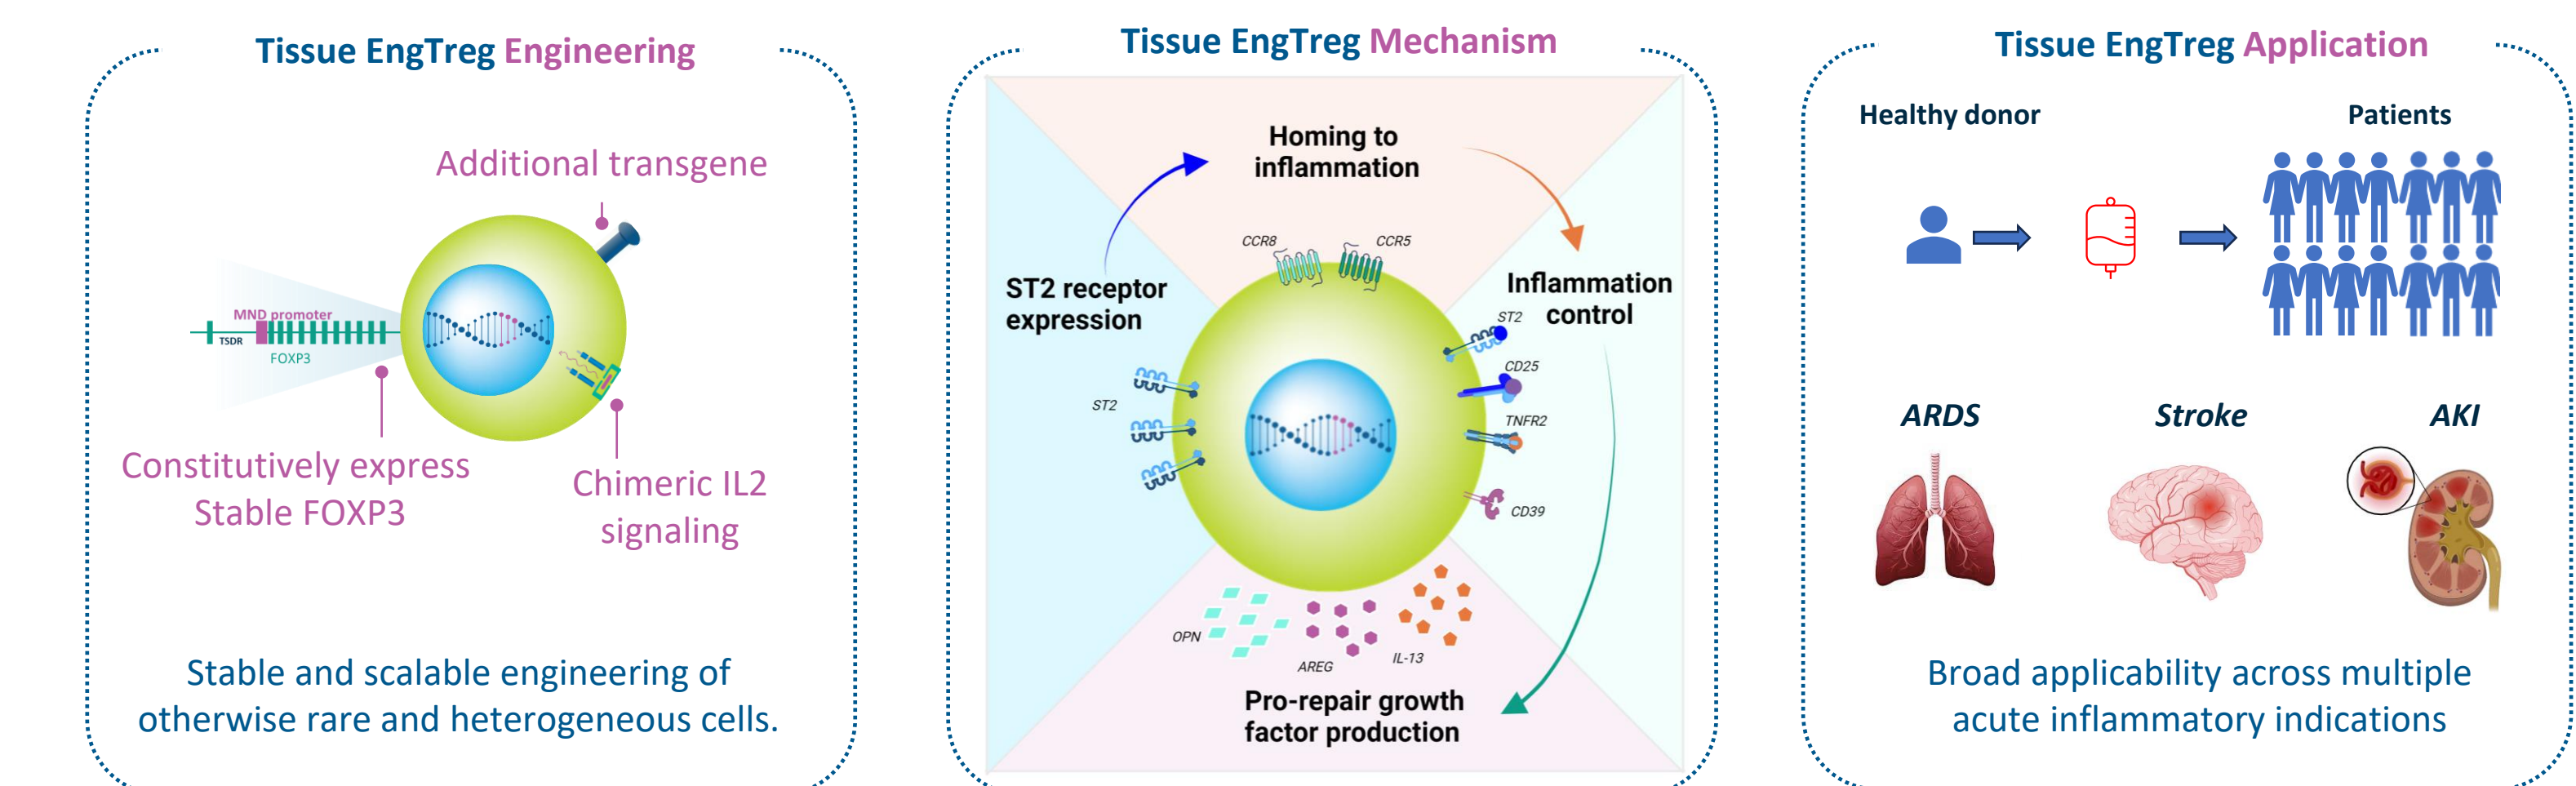 Tissue EngTreg Engineering
Additional transgene
MND promoter
TSDR
FOXP3
Constitutively express
Stable FOXP3
Chimeric IL2
signaling
Stable and scalable engineering of
otherwise rare and heterogeneous cells.
Tissue EngTreg Mechanism
Homing to
inflammation
CCR8
CCR5
ST2 receptor
expression
ST2
Inflammation
control
ST2
CD25
TNFR2
CD39
OPN
AREG
IL-13
Pro-repair growth
factor production
Tissue EngTreg Application
Healthy donor
Patients
ARDS
Stroke
AKI
Broad applicability across multiple
acute inflammatory indications